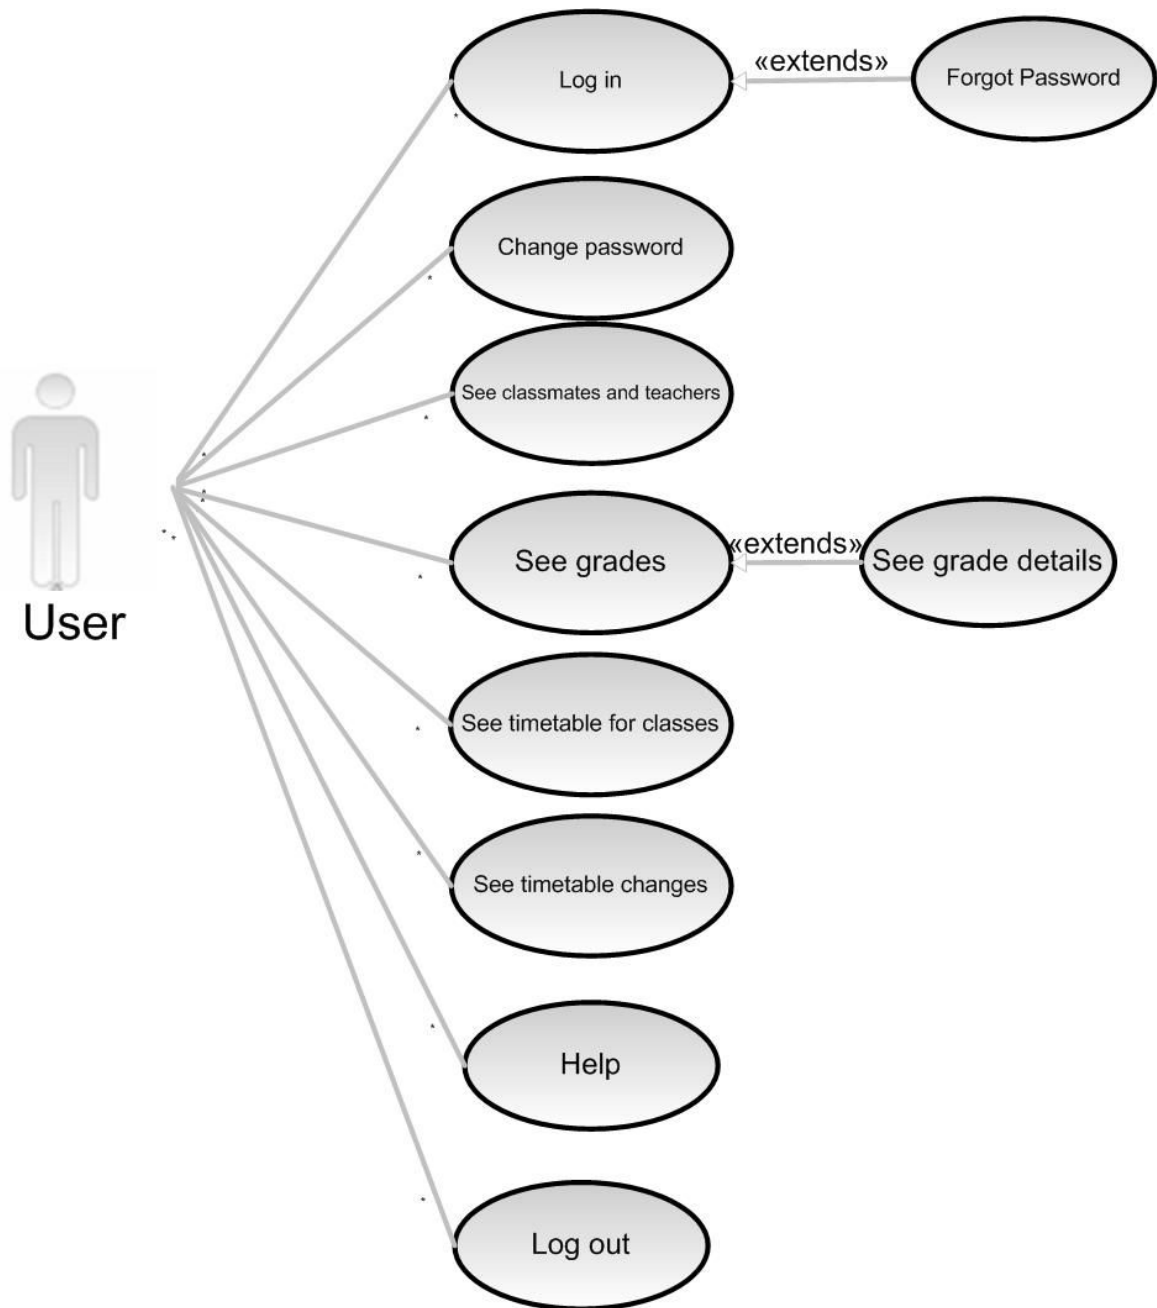 Log in
«extends»
Forgot Password
Change password
See classmates and teachers
See grades
«extends»
See grade details
User
See timetable for classes
See timetable changes
Help
Log out